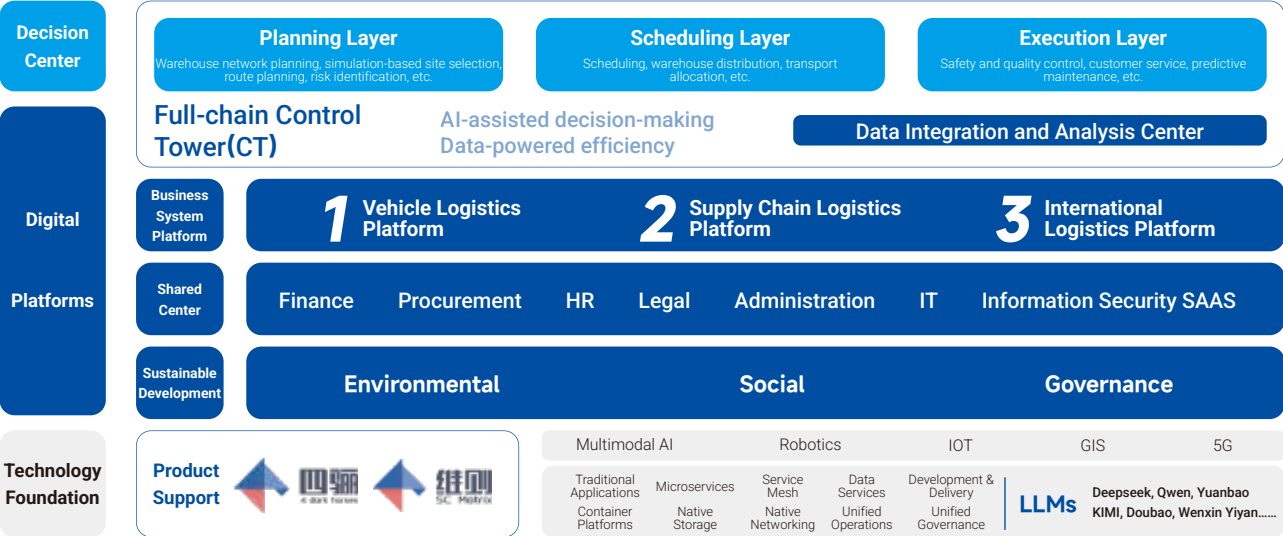 Decision
Center
Planning Layer
Warehouse network planning, simulation-based site selection,
route planning, risk identification, etc.
Scheduling Layer
Scheduling, warehouse distribution, transport
allocation, etc.
Execution Layer
Safety and quality control, customer service, predictive
maintenance, etc.
Full-chain Control
Tower(CT)
AI-assisted decision-making
Data-powered efficiency
Data Integration and Analysis Center
Digital
Platforms
Business
System
Platform
1 Vehicle Logistics
Platform
2 Supply Chain Logistics
Platform
3 International
Logistics Platform
Shared
Center
Finance Procurement HR Legal Administration IT Information Security SAAS
Sustainable
Development
Environmental Social Governance
Technology
Foundation
Product
Support
四骊
4 dark horses
维则
SC Matrix
Multimodal AI Robotics IOT GIS 5G
Traditional
Applications
Microservices
Service
Mesh
Data
Services
Development &
Delivery
Container
Platforms
Native
Storage
Native
Networking
Unified
Operations
Unified
Governance
LLMs
Deepseek, Qwen, Yuanbao
KIMI, Doubao, Wenxin Yiyan......